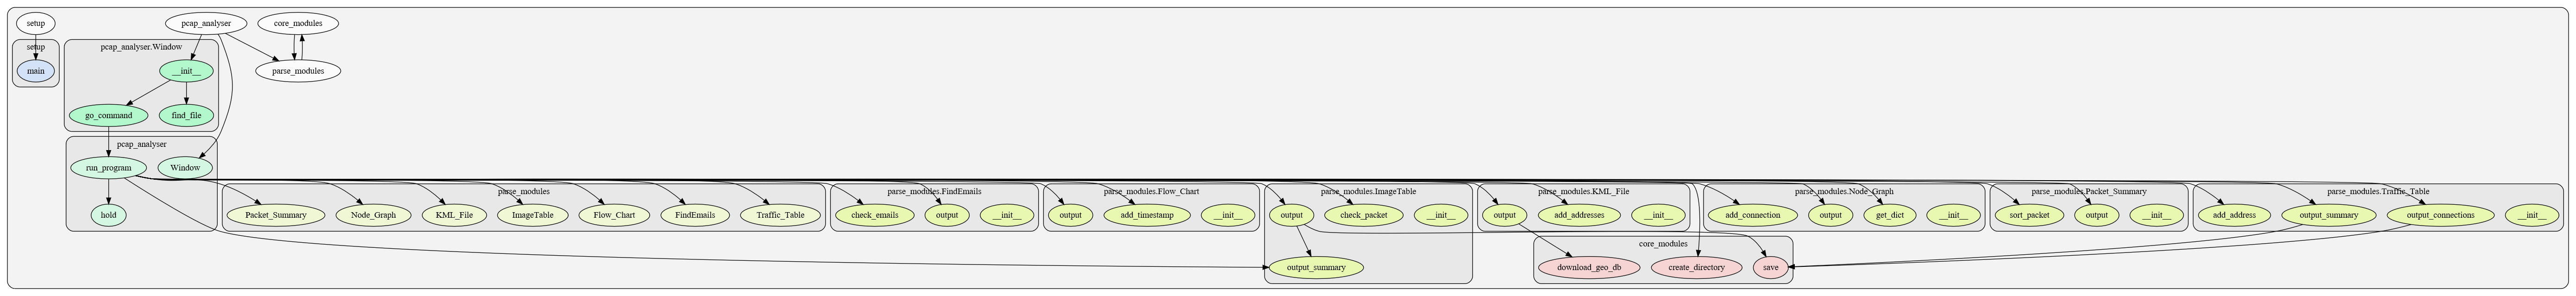 setup
pcap_analyser
core_modules
setup
pcap_analyser.Window
main
__init__
parse_modules
go_command
find_file
pcap_analyser
run_program
Window
parse_modules
parse_modules.FindEmails
parse_modules.Flow_Chart
parse_modules.ImageTable
parse_modules.KML_File
parse_modules.Node_Graph
parse_modules.Packet_Summary
parse_modules.Traffic_Table
hold
Packet_Summary
Node_Graph
KML_File
ImageTable
Flow_Chart
FindEmails
Traffic_Table
check_emails
output
__init__
output
add_timestamp
__init__
output
check_packet
__init__
output
add_addresses
__init__
add_connection
output
get_dict
__init__
sort_packet
output
__init__
add_address
output_summary
output_connections
__init__
core_modules
output_summary
download_geo_db
create_directory
save